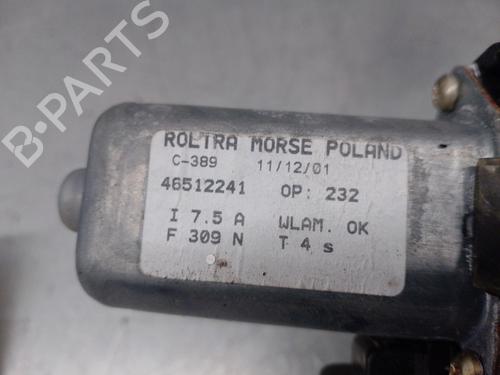 B-PARTS
ROLTRA MORSE POLAND
C-389 11/12/01
46512241 OP: 232
I 7.5 A WLAM. OK
F 309 N T 4 s